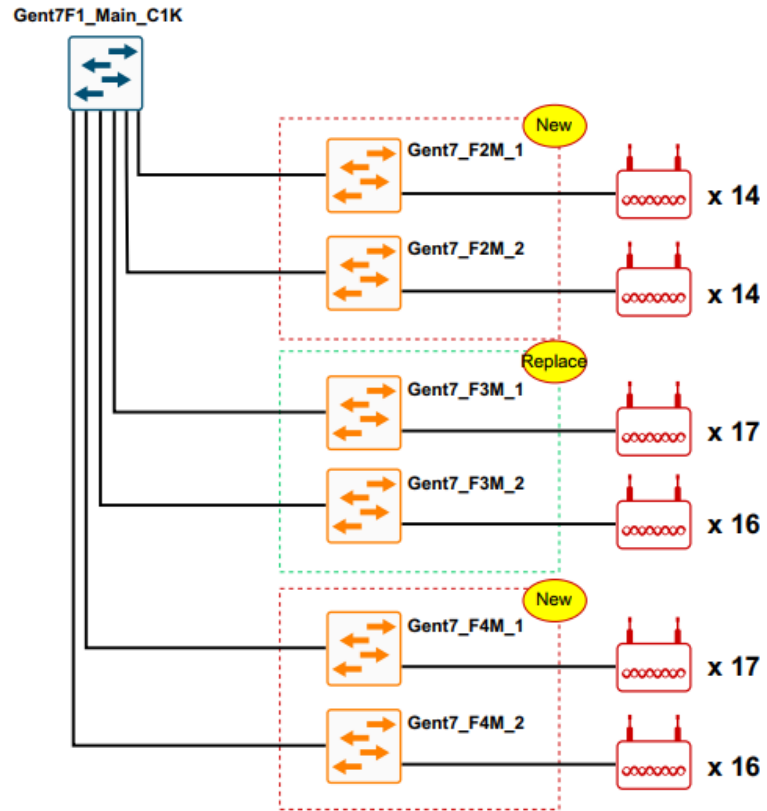 Gent7F1_Main_C1K
New
Gent7_F2M_1
x 14
Gent7_F2M_2
x 14
Replace
Gent7_F3M_1
x 17
Gent7_F3M_2
x 16
New
Gent7_F4M_1
x 17
Gent7_F4M_2
x 16